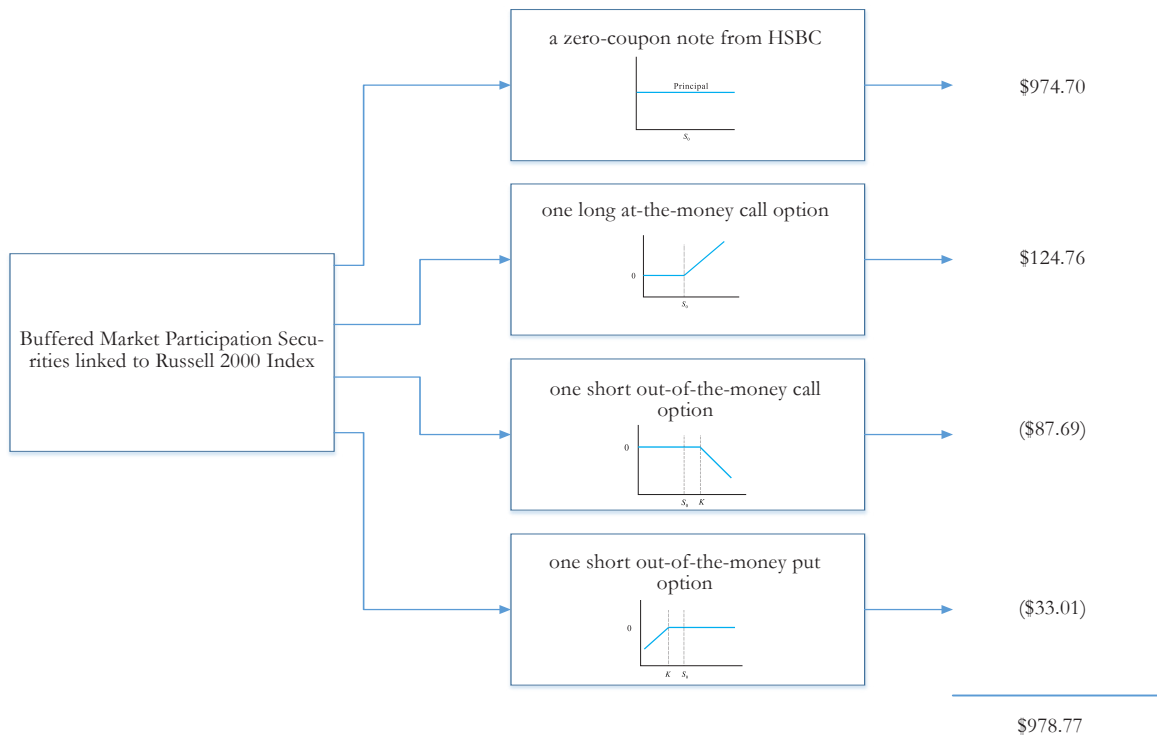 a zero-coupon note from HSBC
Principal
S₀
$974.70
one long at-the-money call option
0
S₀
$124.76
Buffered Market Participation Secu-
rities linked to Russell 2000 Index
one short out-of-the-money call
option
0
S₀ K
($87.69)
one short out-of-the-money put
option
0
K S₀
($33.01)
$978.77